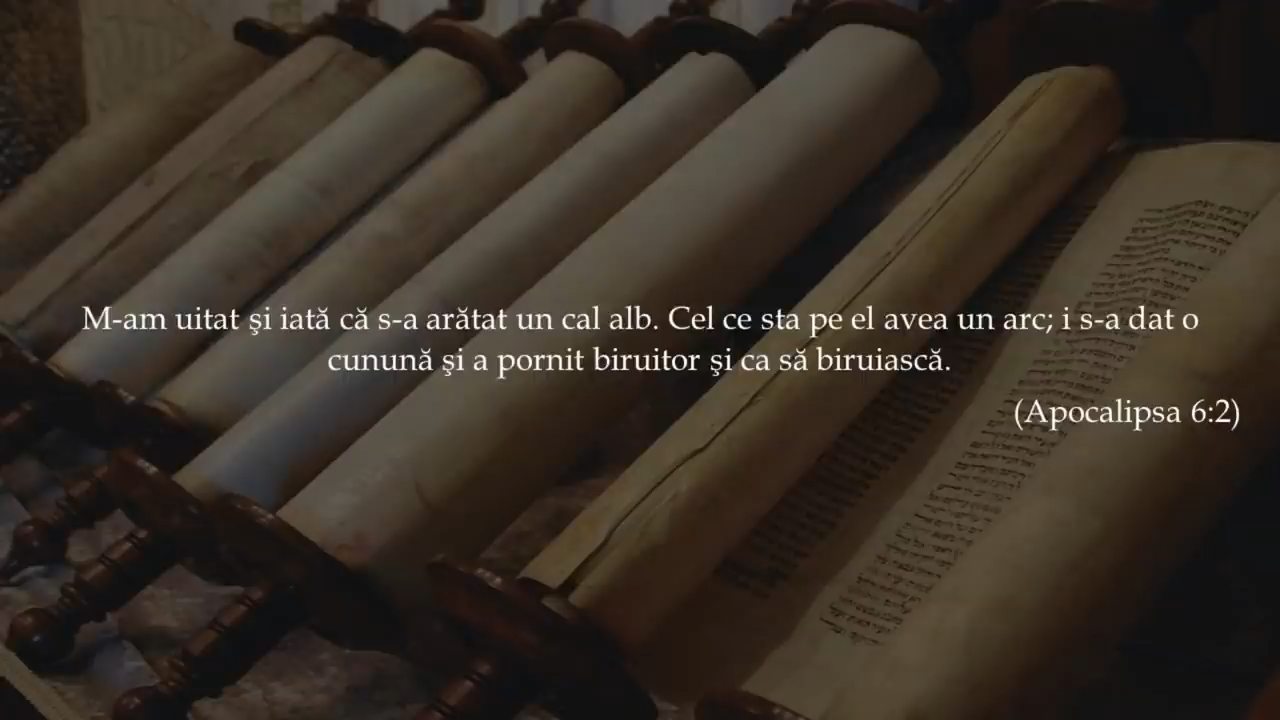 M-am uitat şi iată că s-a arătat un cal alb. Cel ce sta pe el avea un arc; i s-a dat o
cunună şi a pornit biruitor şi ca să biruiască.
(Apocalipsa 6:2)